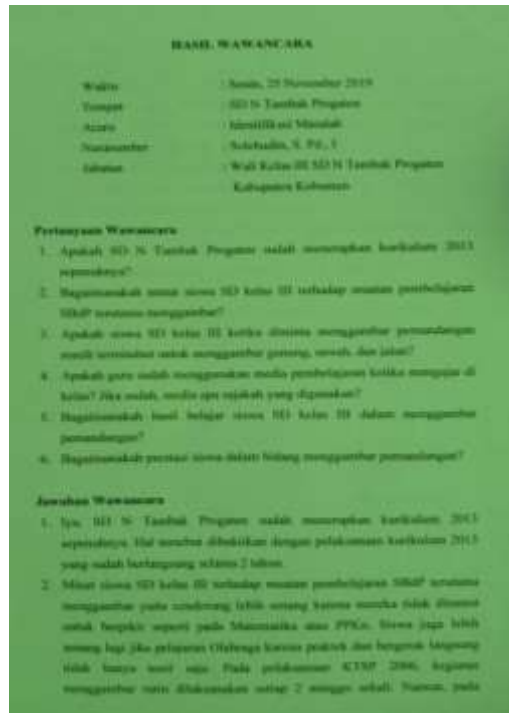 HASIL WAWANCARA
Waktu : Senin, 25 November 2019
Tempat : SD N Tambak Progaten
Acara : Identifikasi Masalah
Narasumber : Solehudin, S. Pd., I
Jabatan : Wali Kelas III SD N Tambak Progaten
Kabupaten Kebumen
Pertanyaan Wawancara
1. Apakah SD N Tambak Progaten sudah menerapkan kurikulum 2013
sepenuhnya?
2. Bagaimanakah minat siswa SD kelas III terhadap muatan pembelajaran
SBdP terutama menggambar?
3. Apakah siswa SD kelas III ketika diminta menggambar pemandangan
masih untuk menggambar gunung, sawah, dan jalan?
4. Apakah guru sudah menggunakan media pembelajaran ketika mengajar di
kelas? Jika sudah, media apa sajakah yang digunakan?
5. Bagaimanakah hasil belajar siswa SD kelas III dalam menggambar
pemandangan?
6. Bagaimanakah prestasi siswa dalam bidang menggambar pemandangan?
Jawaban Wawancara
1. Iya, SD N Tambak Progaten sudah menerapkan kurikulum 2013
sepenuhnya. Hal tersebut dibuktikan dengan pelaksanaan kurikulum 2013
yang sudah berlangsung selama 2 tahun.
2. Minat siswa SD kelas III terhadap muatan pembelajaran SBdP terutama
menggambar yaitu cenderung lebih senang karena mereka tidak dituntut
untuk berpikir seperti pada Matematika atau PPKn. Siswa juga lebih
senang lagi jika pelajaran Olahraga karena praktek dan bergerak langsung
tidak hanya teori saja. Pada pelaksanaan KTSP 2006, kegiatan
menggambar rutin dilaksanakan setiap 2 minggu sekali. Namun, pada